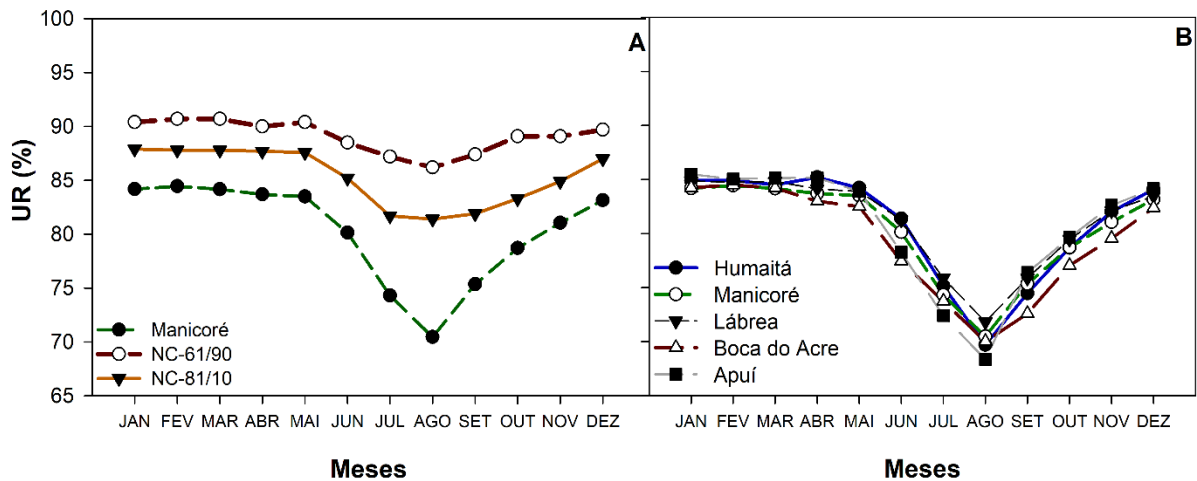 100
95
90
85
80
75
70
65
UR (%)
A
Manicoré
NC-61/90
NC-81/10
JAN FEV MAR ABR MAI JUN JUL AGO SET OUT NOV DEZ
Meses
B
Humaitá
Manicoré
Lábrea
Boca do Acre
Apuí
JAN FEV MAR ABR MAI JUN JUL AGO SET OUT NOV DEZ
Meses